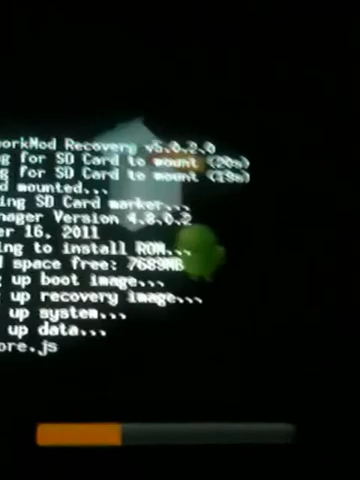 orkMod Recovery v5.0.2.0
g for SD Card to mount (20s)
g for SD Card to mount (19s)
d mounted...
ing SD Card marker...
nager Version 4.8.0.2
er 16, 2011
ing to install ROM...
d space free: 7689MB
g up boot image...
g up recovery image...
g up system...
up data...
ore.js